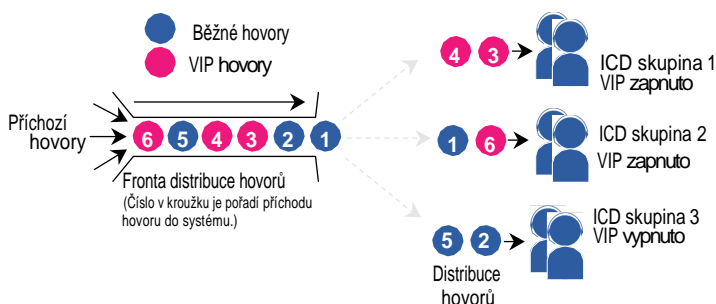 Běžné hovory
VIP hovory
Příchozí
hovory
6 5 4 3 2 1
Fronta distribuce hovorů
(Číslo v kroužku je pořadí příchodu
hovoru do systému.)
4 3
ICD skupina 1
VIP zapnuto
1 6
ICD skupina 2
VIP zapnuto
5 2
ICD skupina 3
VIP vypnuto
Distribuce
hovorů